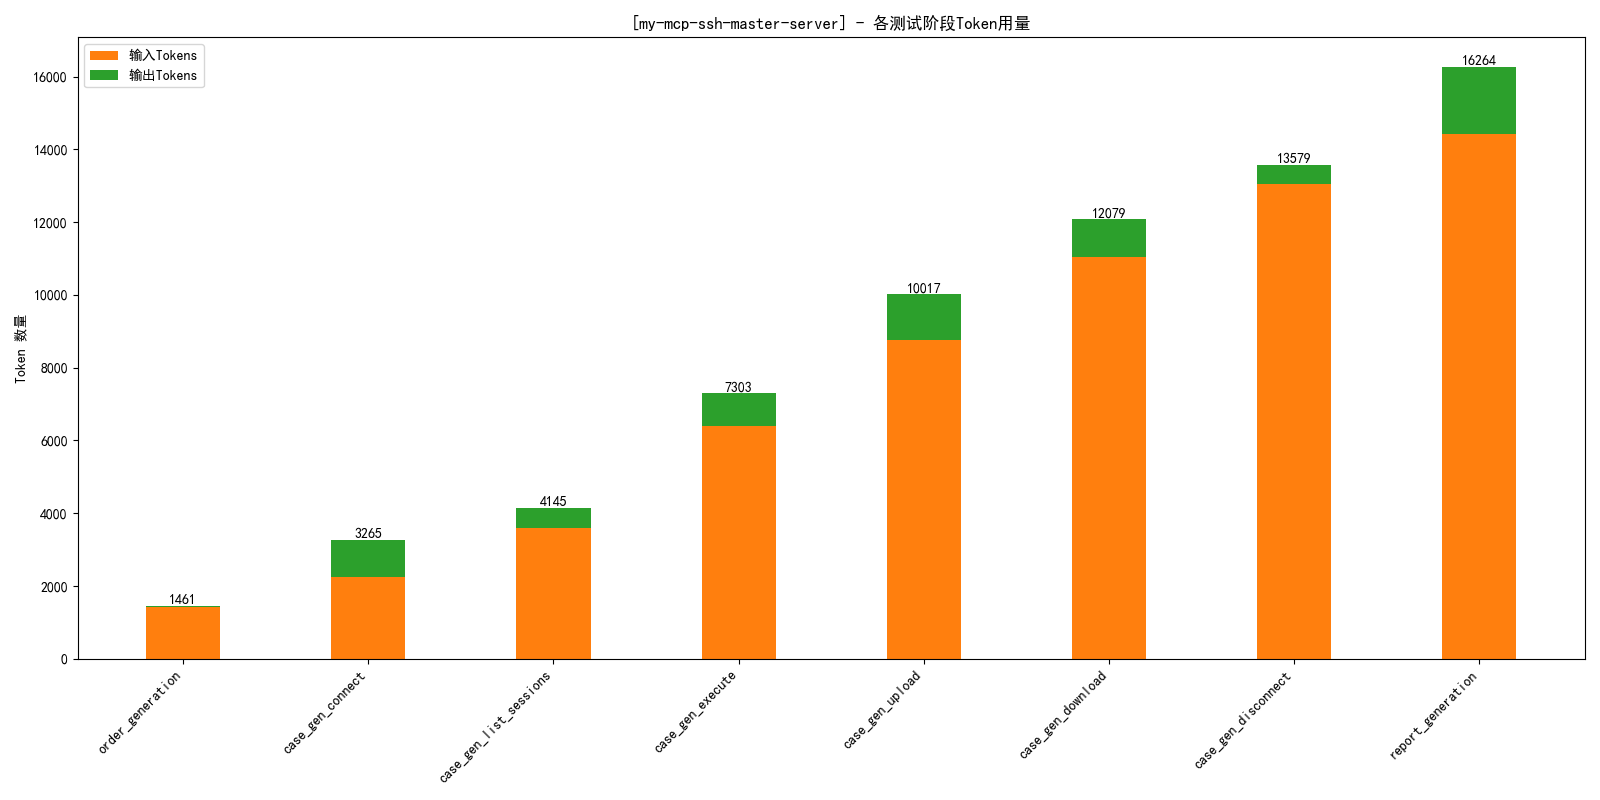 [my-mcp-ssh-master-server] - 各测试阶段Token用量
输入Tokens
输出Tokens
Token 数量
16000
14000
12000
10000
8000
6000
4000
2000
0
1461
3265
4145
7303
10017
12079
13579
16264
order_generation
case_gen_connect
case_gen_list_sessions
case_gen_execute
case_gen_upload
case_gen_download
case_gen_disconnect
report_generation